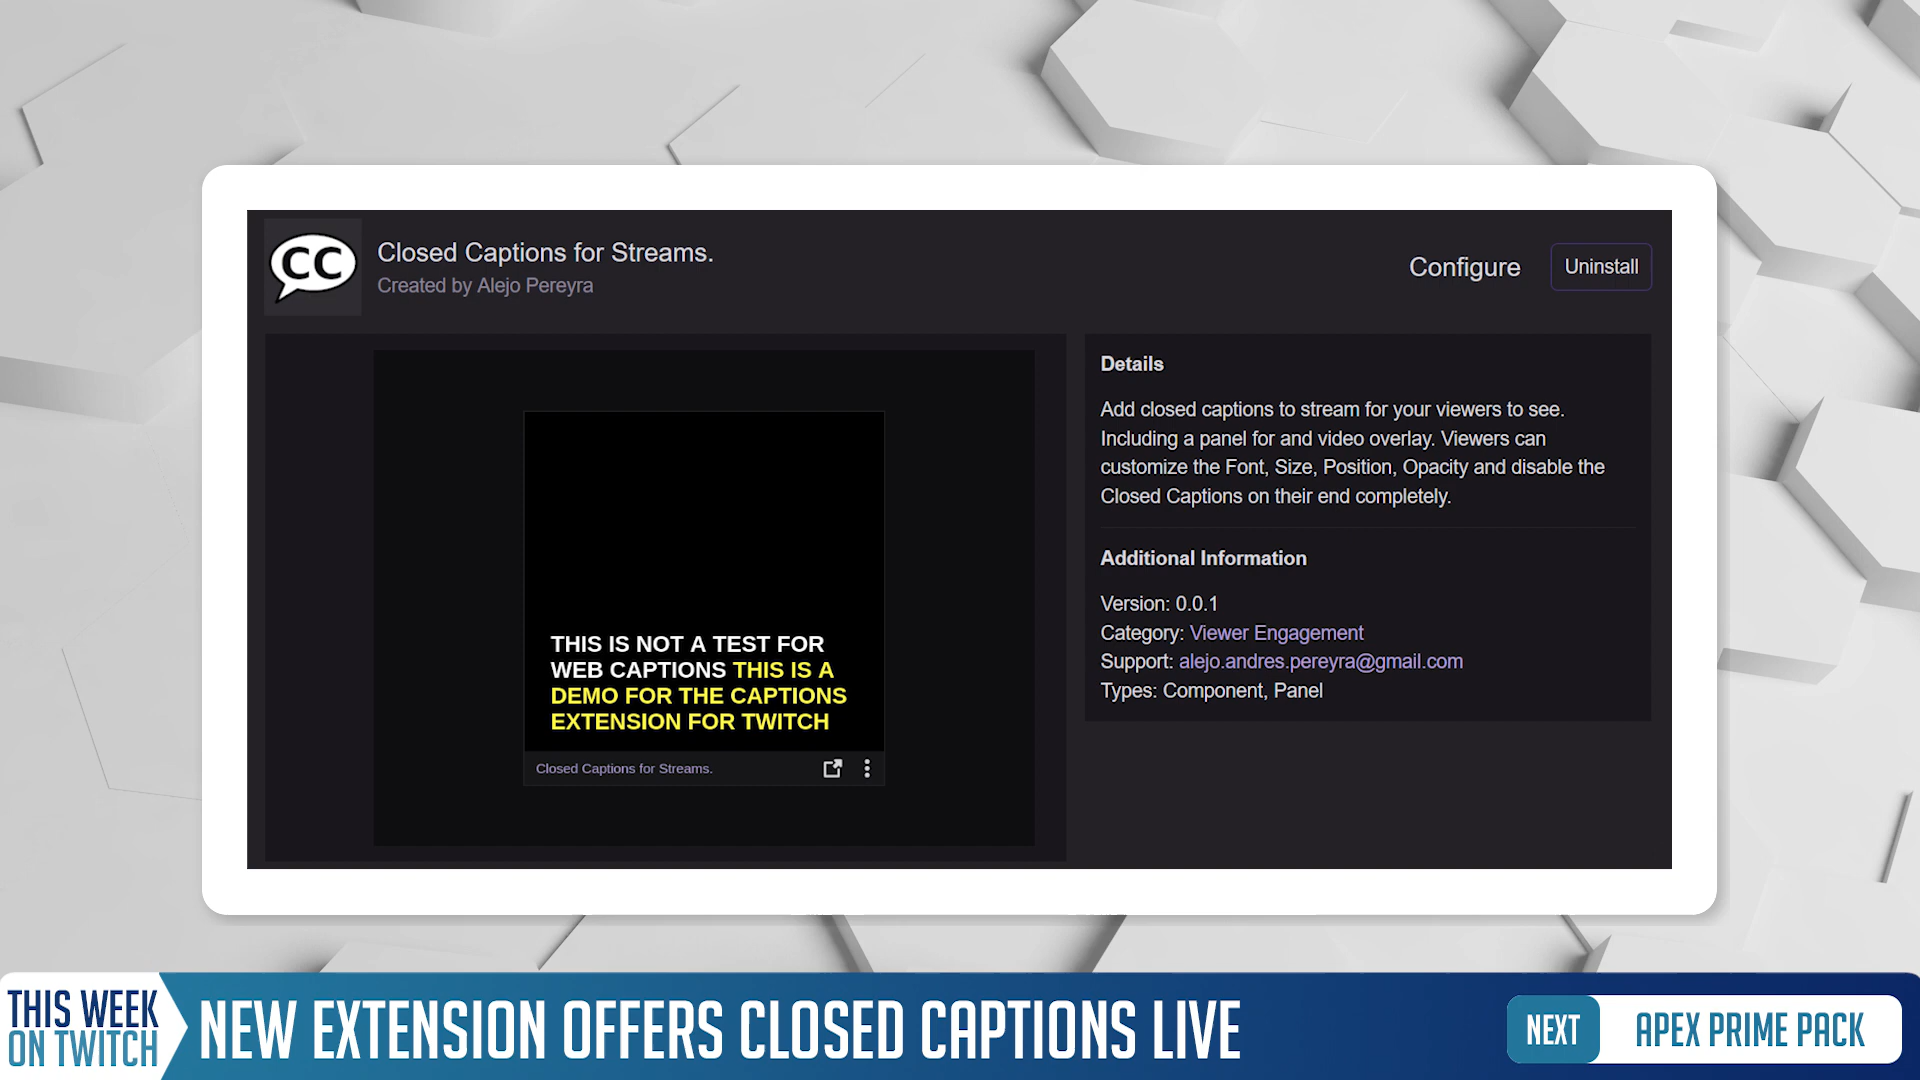 CC
Closed Captions for Streams.
Created by Alejo Pereyra
Configure
Uninstall
THIS IS NOT A TEST FOR
WEB CAPTIONS THIS IS A
DEMO FOR THE CAPTIONS
EXTENSION FOR TWITCH
Closed Captions for Streams.
Details
Add closed captions to stream for your viewers to see.
Including a panel for and video overlay. Viewers can
customize the Font, Size, Position, Opacity and disable the
Closed Captions on their end completely.
Additional Information
Version: 0.0.1
Category: Viewer Engagement
Support: alejo.andres.pereyra@gmail.com
Types: Component, Panel
THIS WEEK
ON TWITCH
NEW EXTENSION OFFERS CLOSED CAPTIONS LIVE
NEXT
APEX PRIME PACK